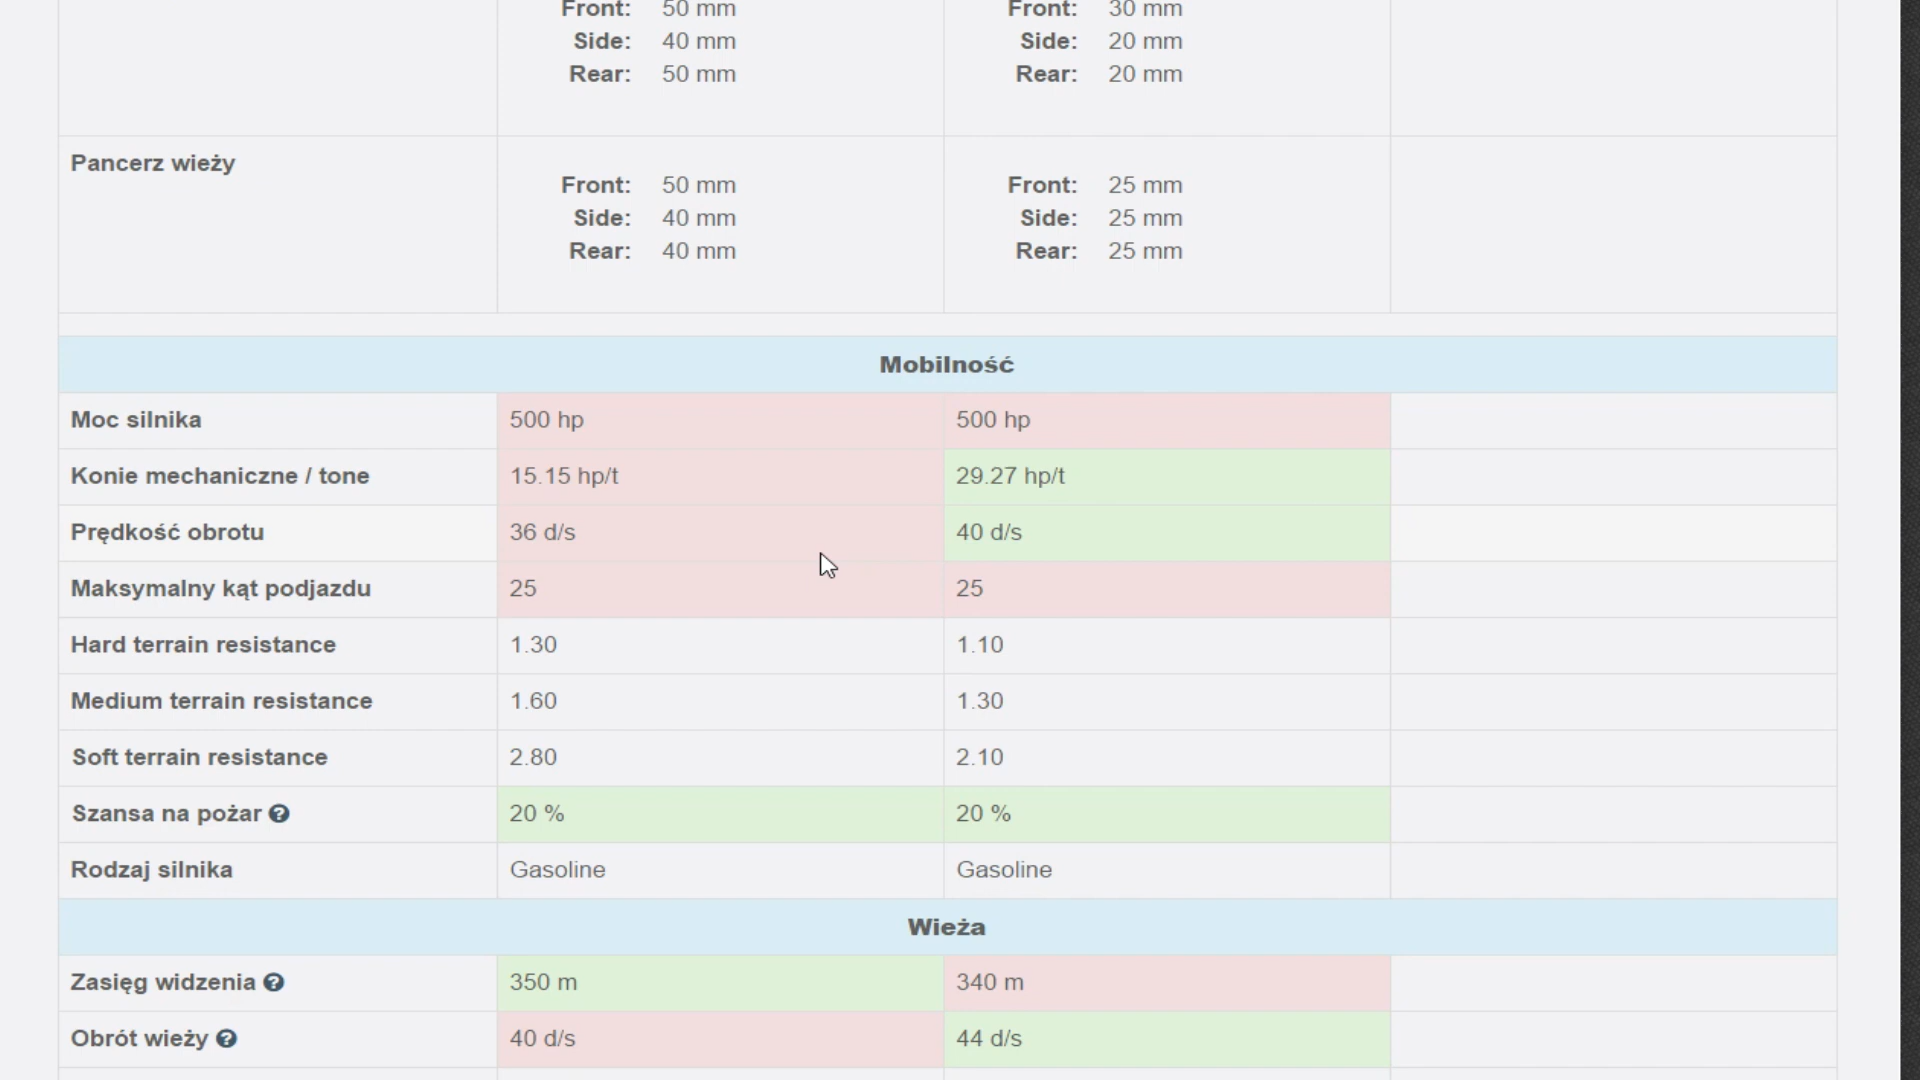 Front: 50 mm Front: 30 mm
Side: 40 mm Side: 20 mm
Rear: 50 mm Rear: 20 mm
Pancerz wieży
Front: 50 mm Front: 25 mm
Side: 40 mm Side: 25 mm
Rear: 40 mm Rear: 25 mm
Mobilność
Moc silnika 500 hp 500 hp
Konie mechaniczne / tone 15.15 hp/t 29.27 hp/t
Prędkość obrotu 36 d/s 40 d/s
Maksymalny kąt podjazdu 25 25
Hard terrain resistance 1.30 1.10
Medium terrain resistance 1.60 1.30
Soft terrain resistance 2.80 2.10
Szansa na pożar ? 20 % 20 %
Rodzaj silnika Gasoline Gasoline
Wieża
Zasięg widzenia ? 350 m 340 m
Obrót wieży ? 40 d/s 44 d/s